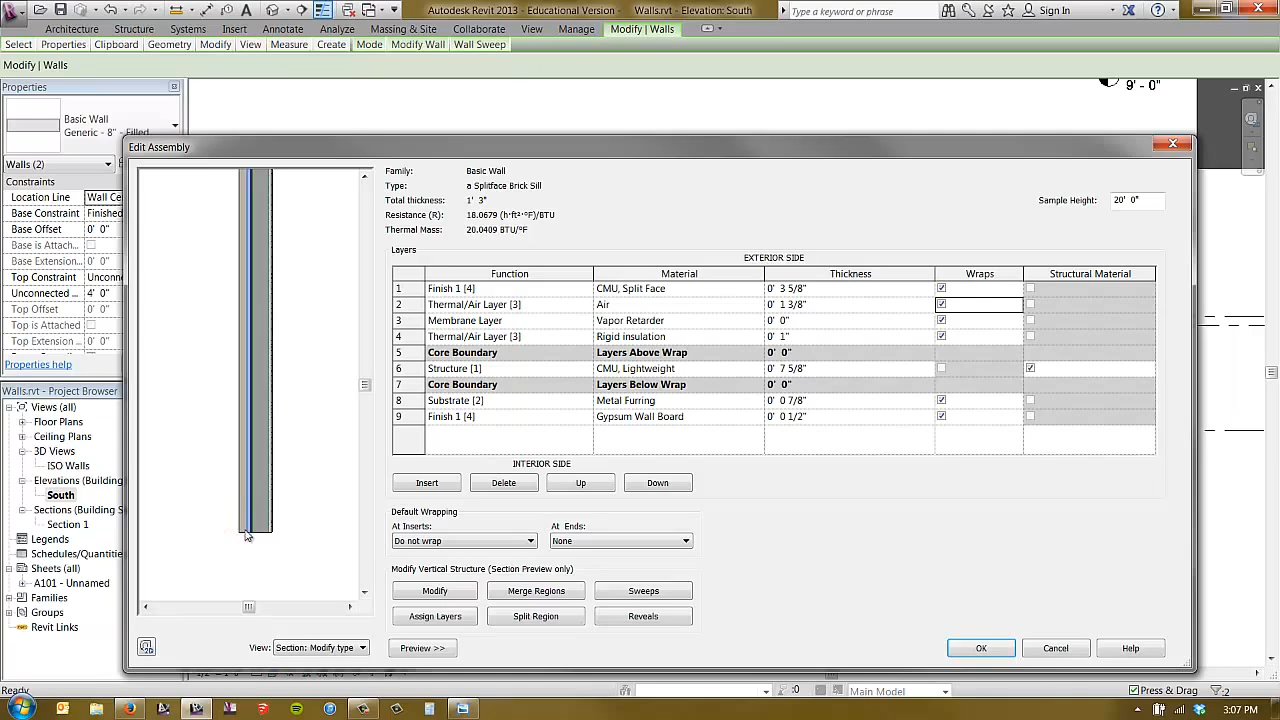 Autodesk Revit 2013 - Educational Version - Walls.rvt - Elevation: South
Type a keyword or phrase
Sign In
Architecture Structure Systems Insert Annotate Analyze Massing & Site Collaborate View Manage Modify | Walls
Select Properties Clipboard Geometry Modify View Measure Create Mode Modify Wall Wall Sweep
Modify | Walls
Properties
Basic Wall
Generic - 8" - Filled
Walls (2)
Constraints
Location Line Wall Ce
Base Constraint Finished
Base Offset 0' 0"
Base is Attach
Base Extension
Top Constraint Unconn
Unconnected 4' 0"
Top Offset 0' 0"
Top is Attached
Top Extension
Properties help
Walls.rvt - Project Browser
Views (all)
Floor Plans
Ceiling Plans
3D Views
ISO Walls
Elevations (Building
South
Sections (Building S
Section 1
Legends
Schedules/Quantitie
Sheets (all)
A101 - Unnamed
Families
Groups
Revit Links
9' - 0"
Edit Assembly
Family: Basic Wall
Type: a Splitface Brick Sill
Total thickness: 1' 3"
Resistance (R): 18.0679 (h·ft²·°F)/BTU
Thermal Mass: 20.0409 BTU/°F
Sample Height: 20' 0"
Layers
EXTERIOR SIDE
Function Material Thickness Wraps Structural Material
1 Finish 1 [4] CMU, Split Face 0' 3 5/8"
2 Thermal/Air Layer [3] Air 0' 1 3/8"
3 Membrane Layer Vapor Retarder 0' 0"
4 Thermal/Air Layer [3] Rigid insulation 0' 1"
5 Core Boundary Layers Above Wrap 0' 0"
6 Structure [1] CMU, Lightweight 0' 7 5/8"
7 Core Boundary Layers Below Wrap 0' 0"
8 Substrate [2] Metal Furring 0' 0 7/8"
9 Finish 1 [4] Gypsum Wall Board 0' 0 1/2"
INTERIOR SIDE
Insert Delete Up Down
Default Wrapping
At Inserts: At Ends:
Do not wrap None
Modify Vertical Structure (Section Preview only)
Modify Merge Regions Sweeps
Assign Layers Split Region Reveals
View: Section: Modify type Preview >> OK Cancel Help
Ready :0 Main Model Press & Drag :2
3:07 PM